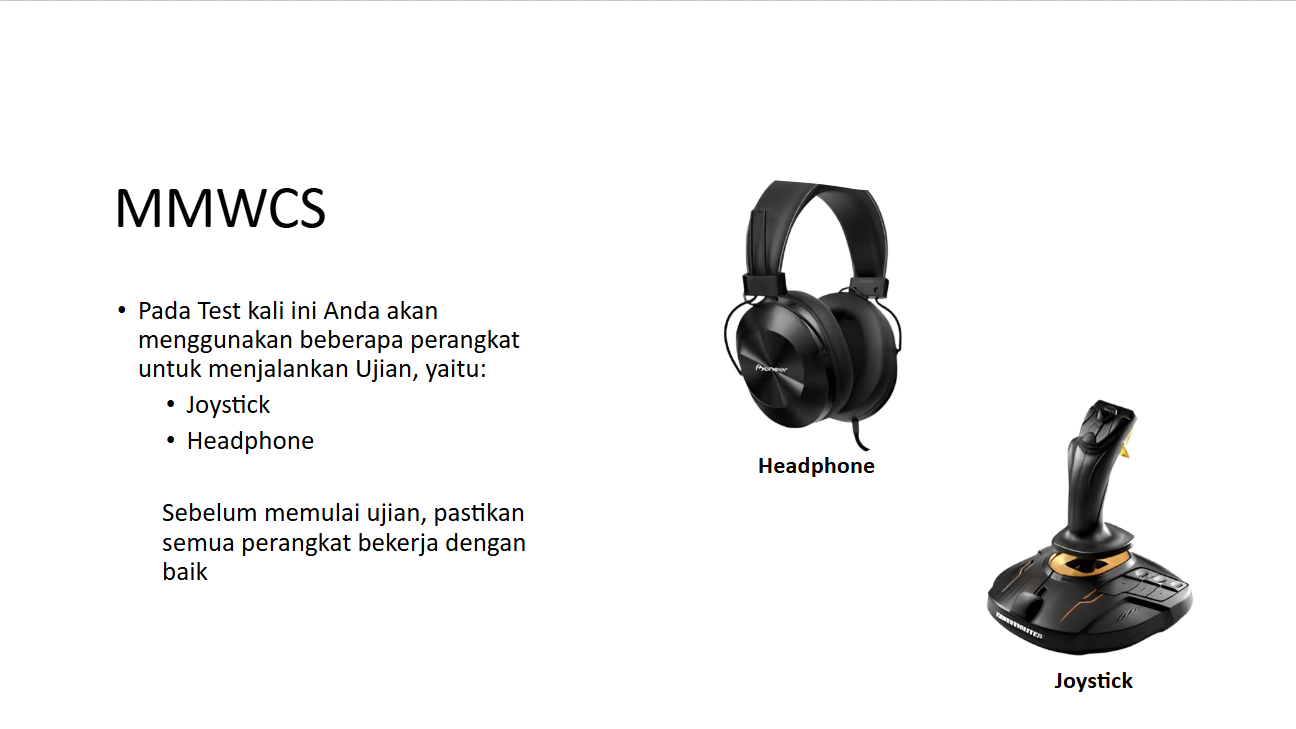 MMWCS
• Pada Test kali ini Anda akan
menggunakan beberapa perangkat
untuk menjalankan Ujian, yaitu:
• Joystick
• Headphone
Sebelum memulai ujian, pastikan
semua perangkat bekerja dengan
baik
Pioneer
Headphone
Joystick